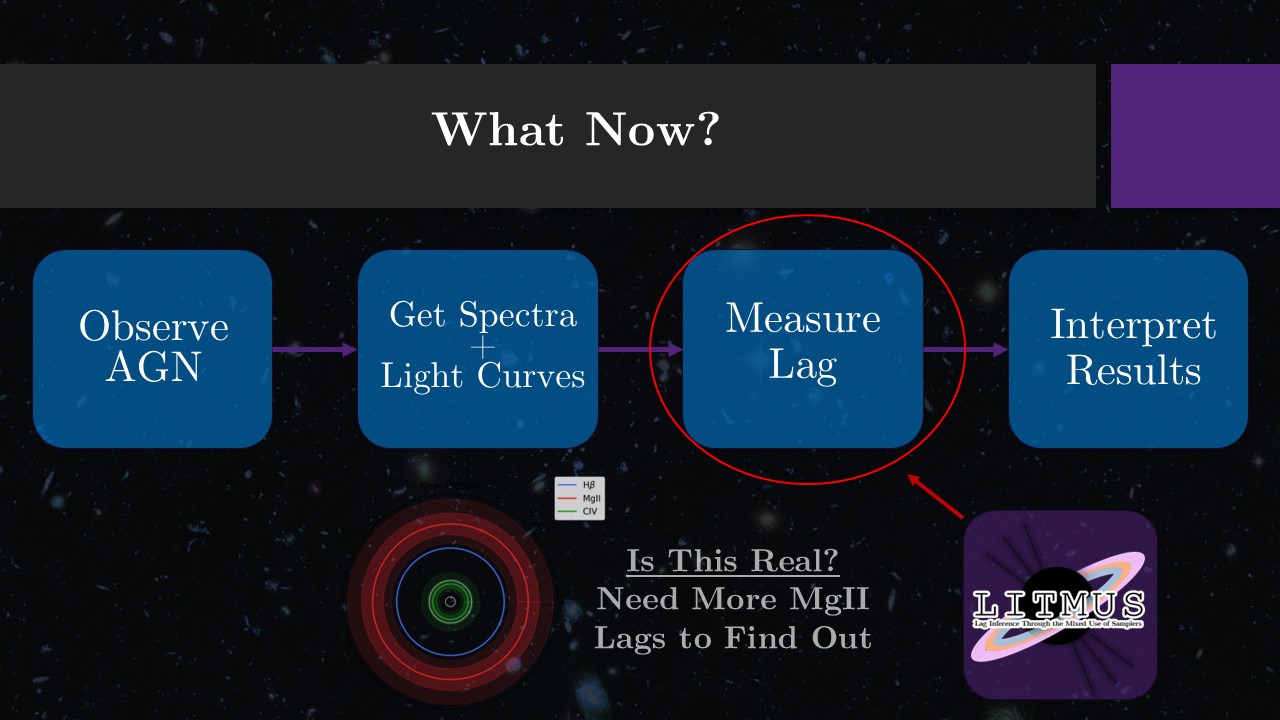 What Now?
Observe
AGN
Get Spectra
+
Light Curves
Measure
Lag
Interpret
Results
Hβ
MgII
CIV
Is This Real?
Need More MgII
Lags to Find Out
LITMUS
Lag Inference Through the Mixed Use of Samplers